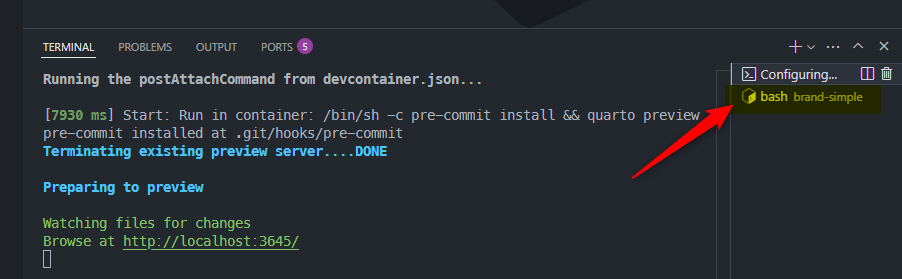 TERMINAL PROBLEMS OUTPUT PORTS 5
Running the postAttachCommand from devcontainer.json...
Configuring...
bash brand-simple
[7930 ms] Start: Run in container: /bin/sh -c pre-commit install && quarto preview
pre-commit installed at .git/hooks/pre-commit
Terminating existing preview server....DONE
Preparing to preview
Watching files for changes
Browse at http://localhost:3645/